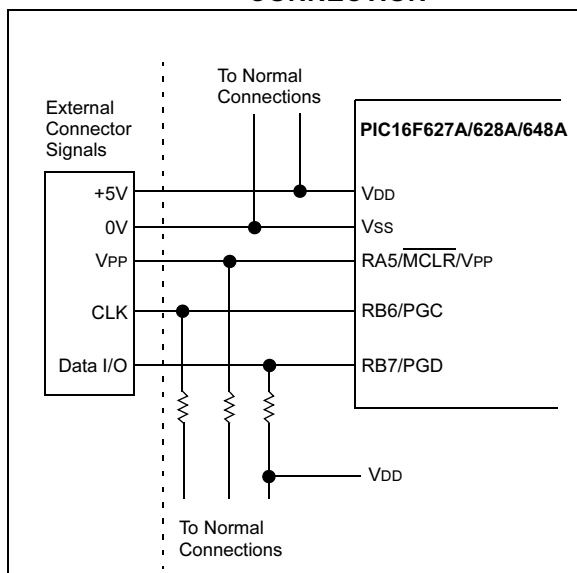 To Normal
Connections
External
Connector
Signals
PIC16F627A/628A/648A
+5V
VDD
0V
VSS
VPP
RA5/MCLR/VPP
CLK
RB6/PGC
Data I/O
RB7/PGD
VDD
To Normal
Connections